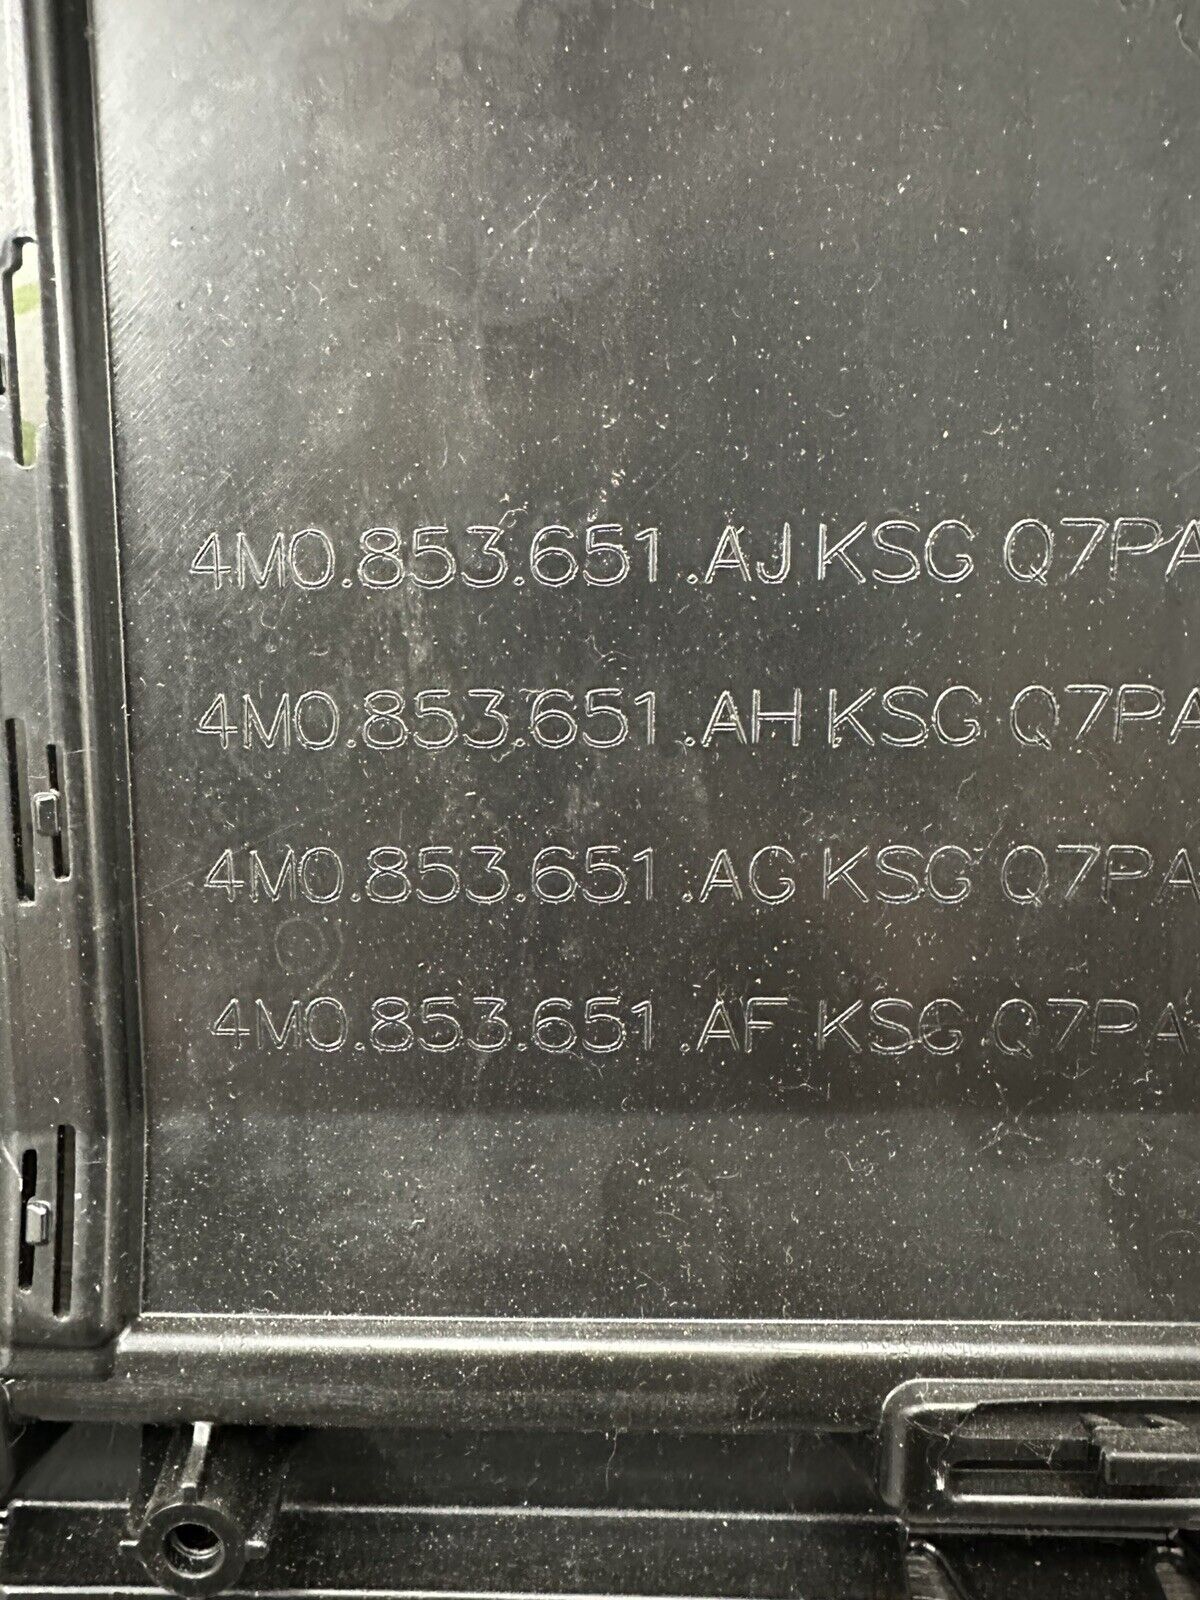 4M0.853.651.AJ KSG Q7PA
4M0.853.651.AH KSG Q7PA
4M0.853.651.AG KSG Q7PA
4M0.853.651.AF KSG Q7PA